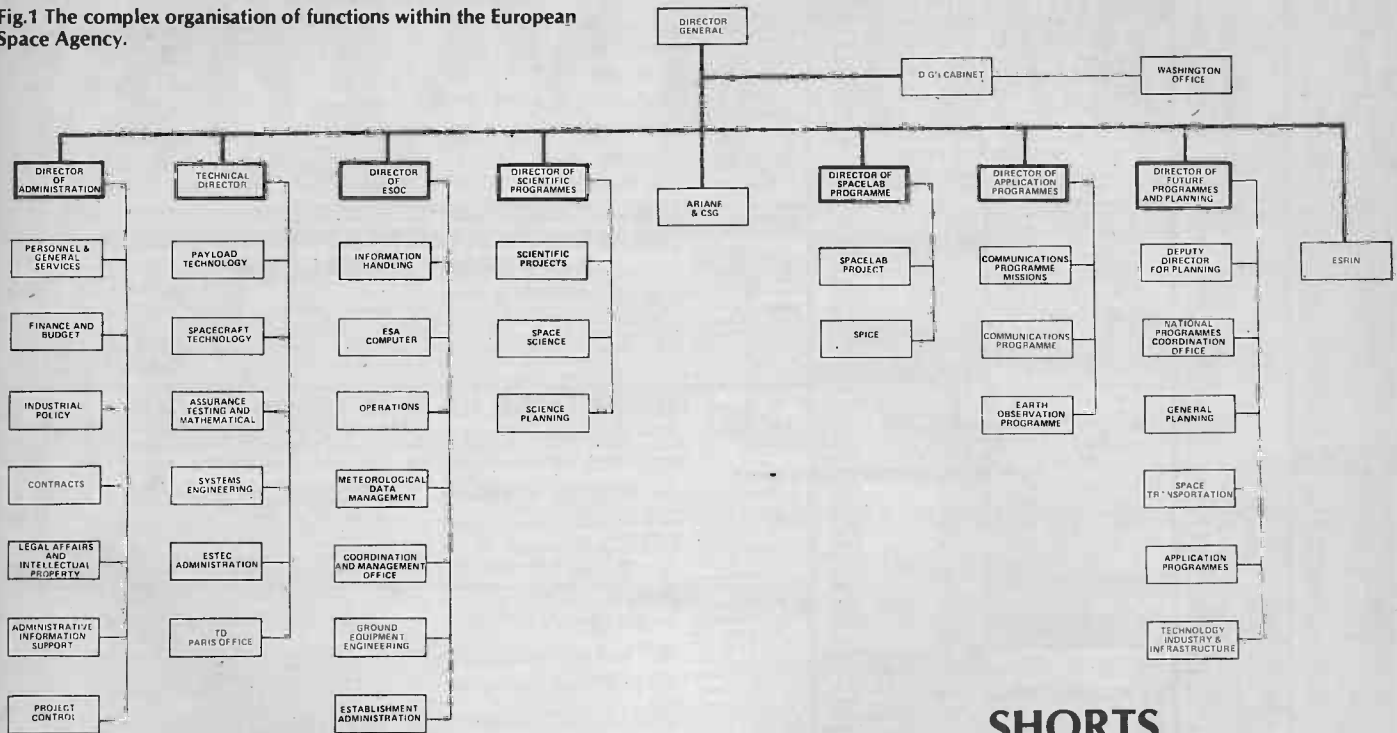 Fig.1 The complex organisation of functions within the European
Space Agency.
DIRECTOR
GENERAL
D G's CABINET
WASHINGTON
OFFICE
DIRECTOR
OF
ADMINISTRATION
TECHNICAL
DIRECTOR
DIRECTOR
OF
ESOC
DIRECTOR OF
SCIENTIFIC
PROGRAMMES
ARIANE
& CSG
DIRECTOR OF
SPACELAB
PROGRAMME
DIRECTOR OF
APPLICATION
PROGRAMMES
DIRECTOR OF
FUTURE
PROGRAMMES
AND PLANNING
ESRIN
PERSONNEL &
GENERAL
SERVICES
FINANCE AND
BUDGET
INDUSTRIAL
POLICY
CONTRACTS
LEGAL AFFAIRS
AND
INTELLECTUAL
PROPERTY
ADMINISTRATIVE
INFORMATION
SUPPORT
PROJECT
CONTROL
PAYLOAD
TECHNOLOGY
SPACECRAFT
TECHNOLOGY
ASSURANCE
TESTING AND
MATHEMATICAL
SYSTEMS
ENGINEERING
ESTEC
ADMINISTRATION
TD
PARIS OFFICE
INFORMATION
HANDLING
ESA
COMPUTER
OPERATIONS
METEOROLOGICAL
DATA
MANAGEMENT
COORDINATION
AND MANAGEMENT
OFFICE
GROUND
EQUIPMENT
ENGINEERING
ESTABLISHMENT
ADMINISTRATION
SCIENTIFIC
PROJECTS
SPACE
SCIENCE
SCIENCE
PLANNING
SPACELAB
PROJECT
SPICE
COMMUNICATIONS
PROGRAMME
MISSIONS
COMMUNICATIONS
PROGRAMME
EARTH
OBSERVATION
PROGRAMME
DEPUTY
DIRECTOR
FOR PLANNING
NATIONAL
PROGRAMMES
COORDINATION
OFFICE
GENERAL
PLANNING
SPACE
TRANSPORTATION
APPLICATION
PROGRAMMES
TECHNOLOGY
INDUSTRY &
INFRASTRUCTURE
SHORTS